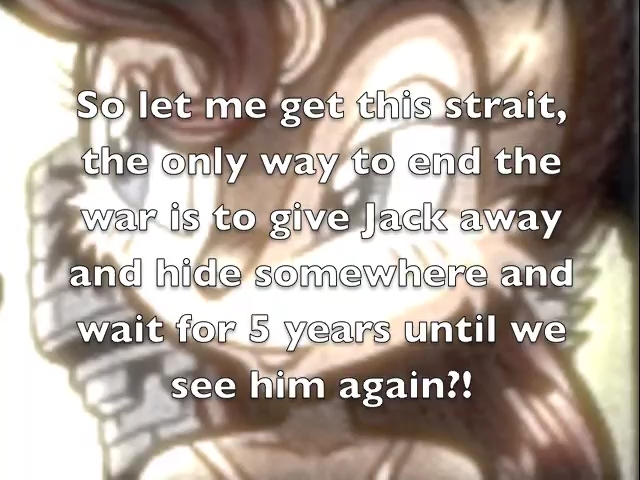 So let me get this strait,
the only way to end the
war is to give Jack away
and hide somewhere and
wait for 5 years until we
see him again?!